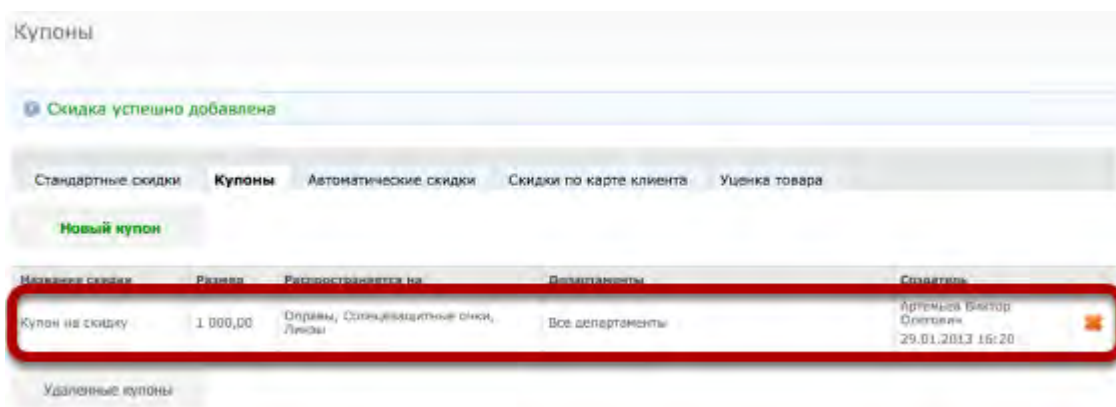 Купоны
Скидка успешно добавлена
Стандартные скидки Купоны Автоматические скидки Скидки по карте клиента Уценка товара
Новый купон
Название скидки Размер Распространяется на Департаменты Создатель
Купон на скидку 1 000,00 Оправы, Солнцезащитные очки, Линзы Все департаменты Артемьев Виктор Олегович 29.01.2013 16:20
Удаленные купоны